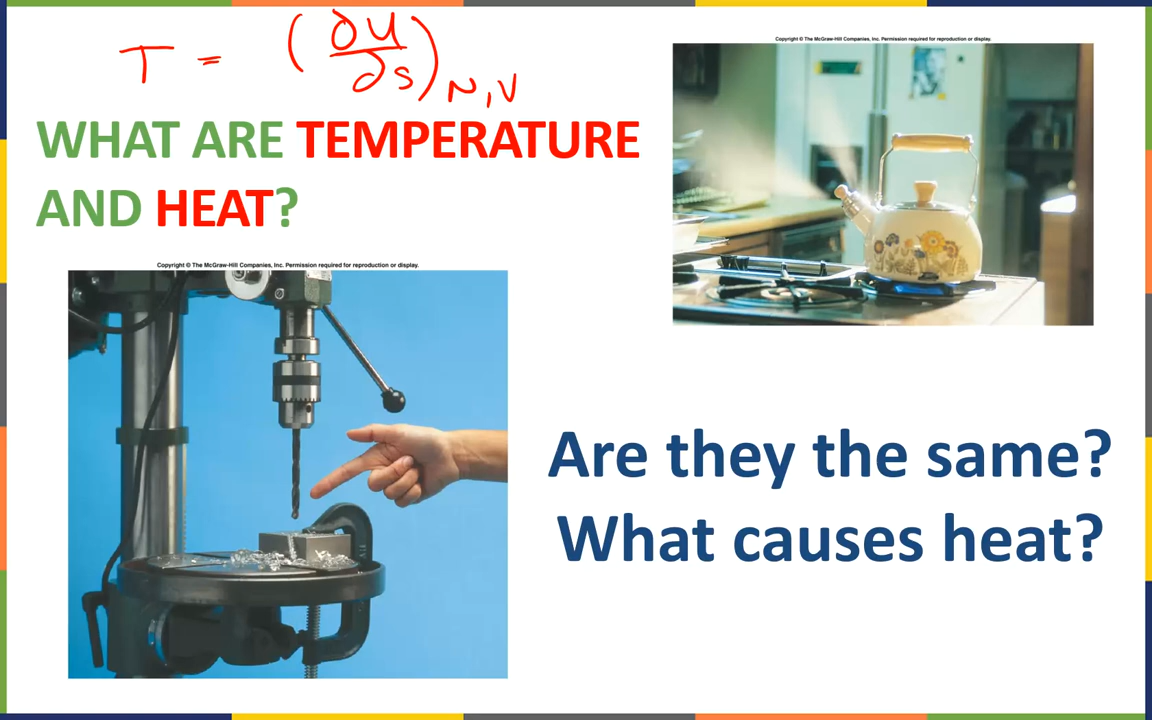 T = (∂U/∂S)N,V
Copyright © The McGraw-Hill Companies, Inc. Permission required for reproduction or display.
WHAT ARE TEMPERATURE
AND HEAT?
Copyright © The McGraw-Hill Companies, Inc. Permission required for reproduction or display.
Are they the same?
What causes heat?